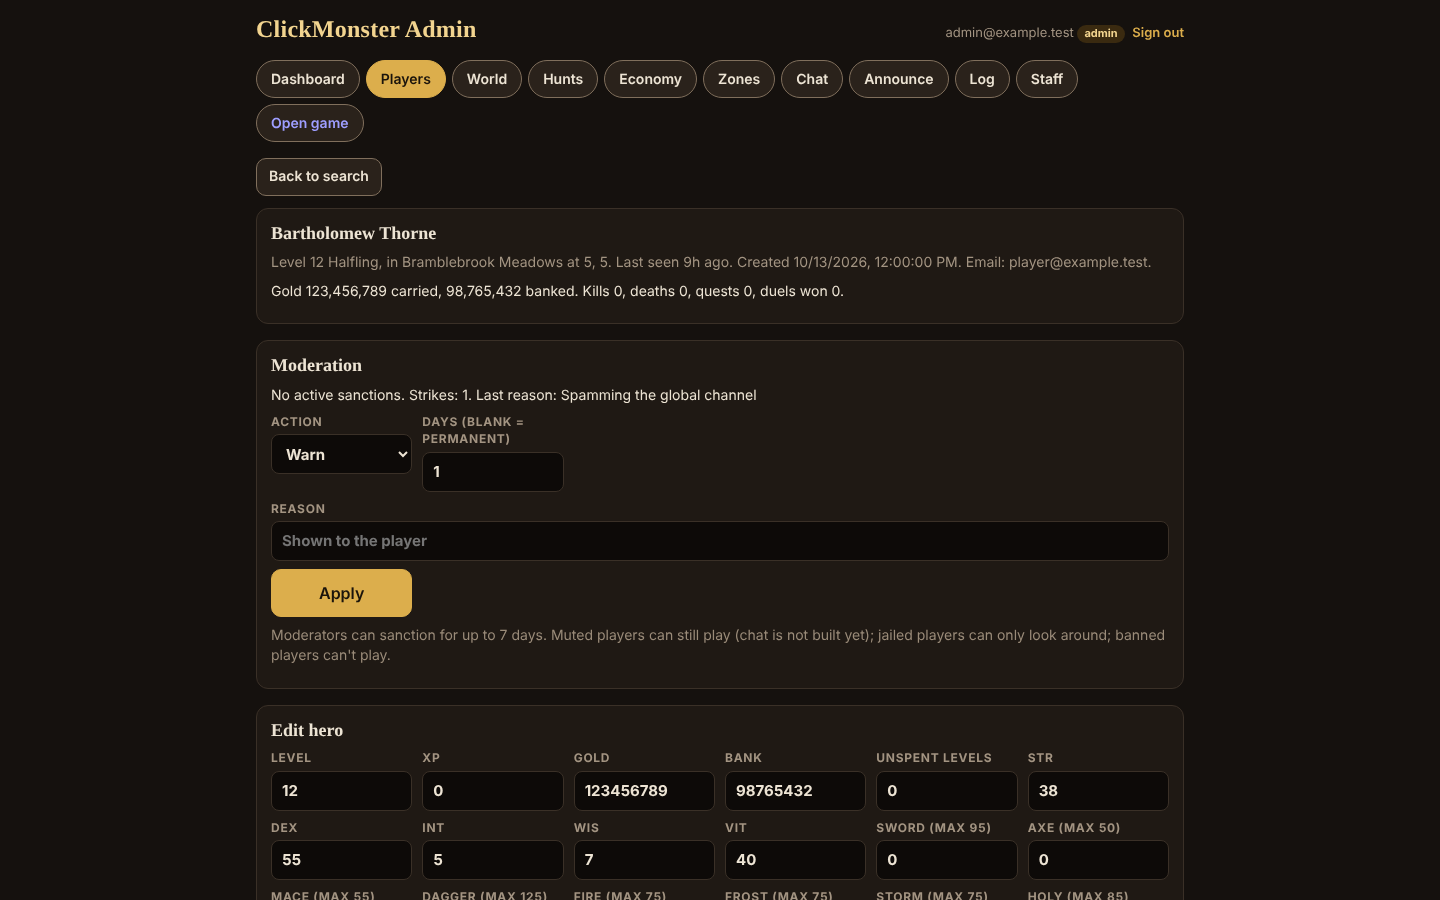 ClickMonster Admin
admin@example.test admin Sign out
Dashboard Players World Hunts Economy Zones Chat Announce Log Staff
Open game
Back to search
Bartholomew Thorne
Level 12 Halfling, in Bramblebrook Meadows at 5, 5. Last seen 9h ago. Created 10/13/2026, 12:00:00 PM. Email: player@example.test.
Gold 123,456,789 carried, 98,765,432 banked. Kills 0, deaths 0, quests 0, duels won 0.
Moderation
No active sanctions. Strikes: 1. Last reason: Spamming the global channel
ACTION DAYS (BLANK =
PERMANENT)
Warn 1
REASON
Shown to the player
Apply
Moderators can sanction for up to 7 days. Muted players can still play (chat is not built yet); jailed players can only look around; banned
players can't play.
Edit hero
LEVEL XP GOLD BANK UNSPENT LEVELS STR
12 0 123456789 98765432 0 38
DEX INT WIS VIT SWORD (MAX 95) AXE (MAX 50)
55 5 7 40 0 0
MACE (MAX 55) DAGGER (MAX 125) FIRE (MAX 75) FROST (MAX 75) STORM (MAX 75) HOLY (MAX 85)